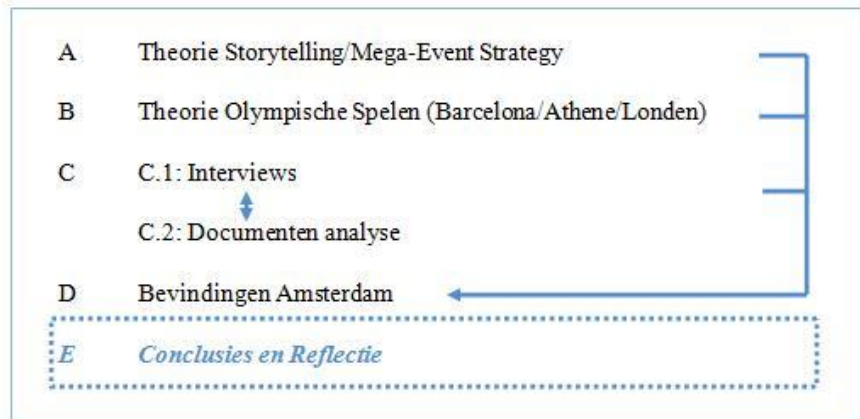 A Theorie Storytelling/Mega-Event Strategy
B Theorie Olympische Spelen (Barcelona/Athene/Londen)
C C.1: Interviews
C.2: Documenten analyse
D Bevindingen Amsterdam
E Conclusies en Reflectie